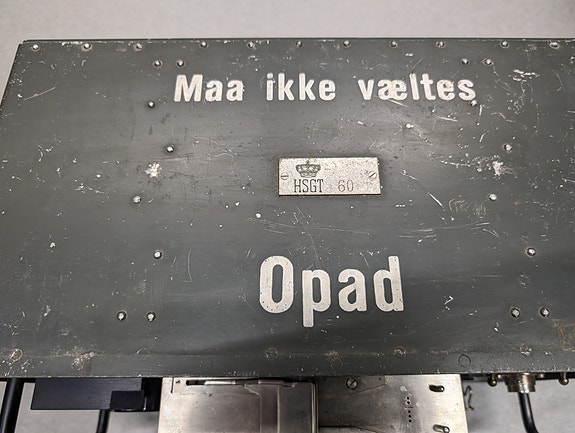 Maa ikke væltes
HSGT 60
Opad